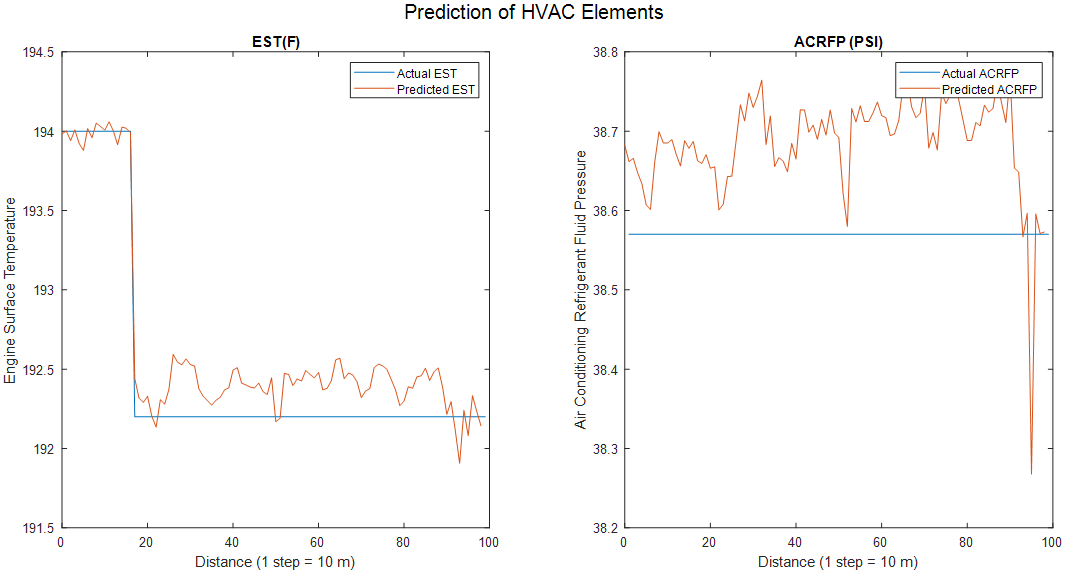 Prediction of HVAC Elements
EST(F)
Actual EST
Predicted EST
Engine Surface Temperature
194.5
194
193.5
193
192.5
192
191.5
0 20 40 60 80 100
Distance (1 step = 10 m)
ACRFP (PSI)
Actual ACRFP
Predicted ACRFP
Air Conditioning Refrigerant Fluid Pressure
38.8
38.7
38.6
38.5
38.4
38.3
38.2
0 20 40 60 80 100
Distance (1 step = 10 m)